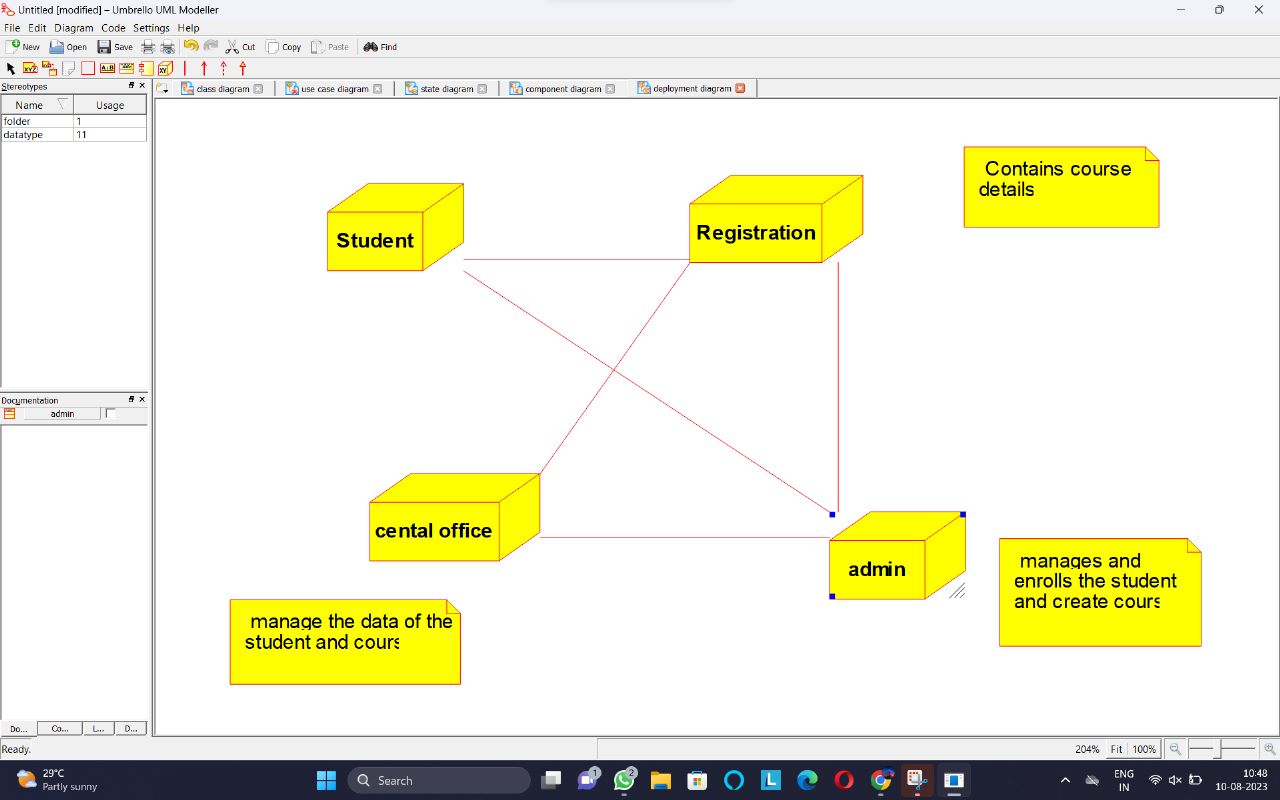 Untitled [modified] – Umbrello UML Modeller
File Edit Diagram Code Settings Help
New Open Save Cut Copy Paste Find
Stereotypes
class diagram use case diagram state diagram component diagram deployment diagram
Name Usage
folder 1
datatype 11
Contains course
details
Student
Registration
Documentation
admin
cental office
admin
manages and
enrolls the student
and create cours
manage the data of the
student and cours
Do... Co... L... D...
Ready.
204% Fit 100%
29°C
Partly sunny
Search
1
2
ENG
IN
10:48
10-08-2023